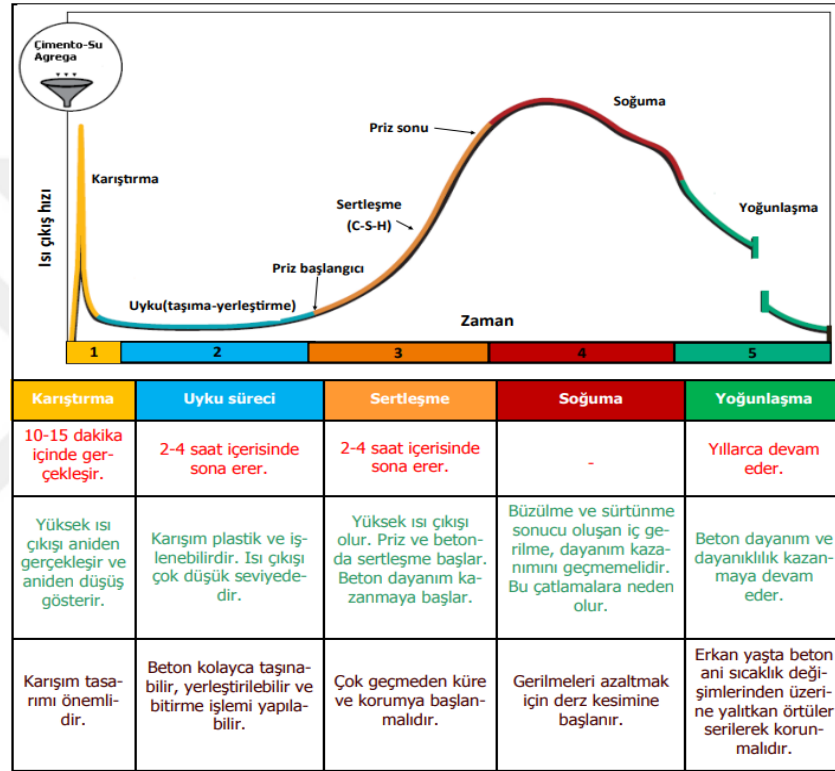 Çimento-Su
Agrega
Karıştırma
Uyku(taşıma-yerleştirme)
Priz başlangıcı
Sertleşme
(C-S-H)
Priz sonu
Soğuma
Yoğunlaşma
Isı çıkış hızı
Zaman
1 2 3 4 5
Karıştırma
Uyku süreci
Sertleşme
Soğuma
Yoğunlaşma
10-15 dakika
içinde ger-
çekleşir.
2-4 saat içerisinde
sona erer.
2-4 saat içerisinde
sona erer.
-
Yıllarca devam
eder.
Yüksek ısı
çıkışı aniden
gerçekleşir ve
aniden düşüş
gösterir.
Karışım plastik ve iş-
lenebilirdir. Isı çıkışı
çok düşük seviyede-
dir.
Yüksek ısı çıkışı
olur. Priz ve beton-
da sertleşme başlar.
Beton dayanım ka-
zanmaya başlar.
Büzülme ve sürtünme
sonucu oluşan iç ge-
rilme, dayanım kaza-
nımını geçmemelidir.
Bu çatlamalara neden
olur.
Beton dayanım ve
dayanıklılık kazan-
maya devam
eder.
Karışım tasa-
rımı önemli-
dir.
Beton kolayca taşına-
bilir, yerleştirilebilir ve
bitirme işlemi yapıla-
bilir.
Çok geçmeden küre
ve korumya başlan-
malıdır.
Gerilmeleri azaltmak
için derz kesimine
başlanır.
Erkan yaşta beton
ani sıcaklık deği-
şimlerinden üzeri-
ne yalıtkan örtüler
serilerek korun-
malıdır.